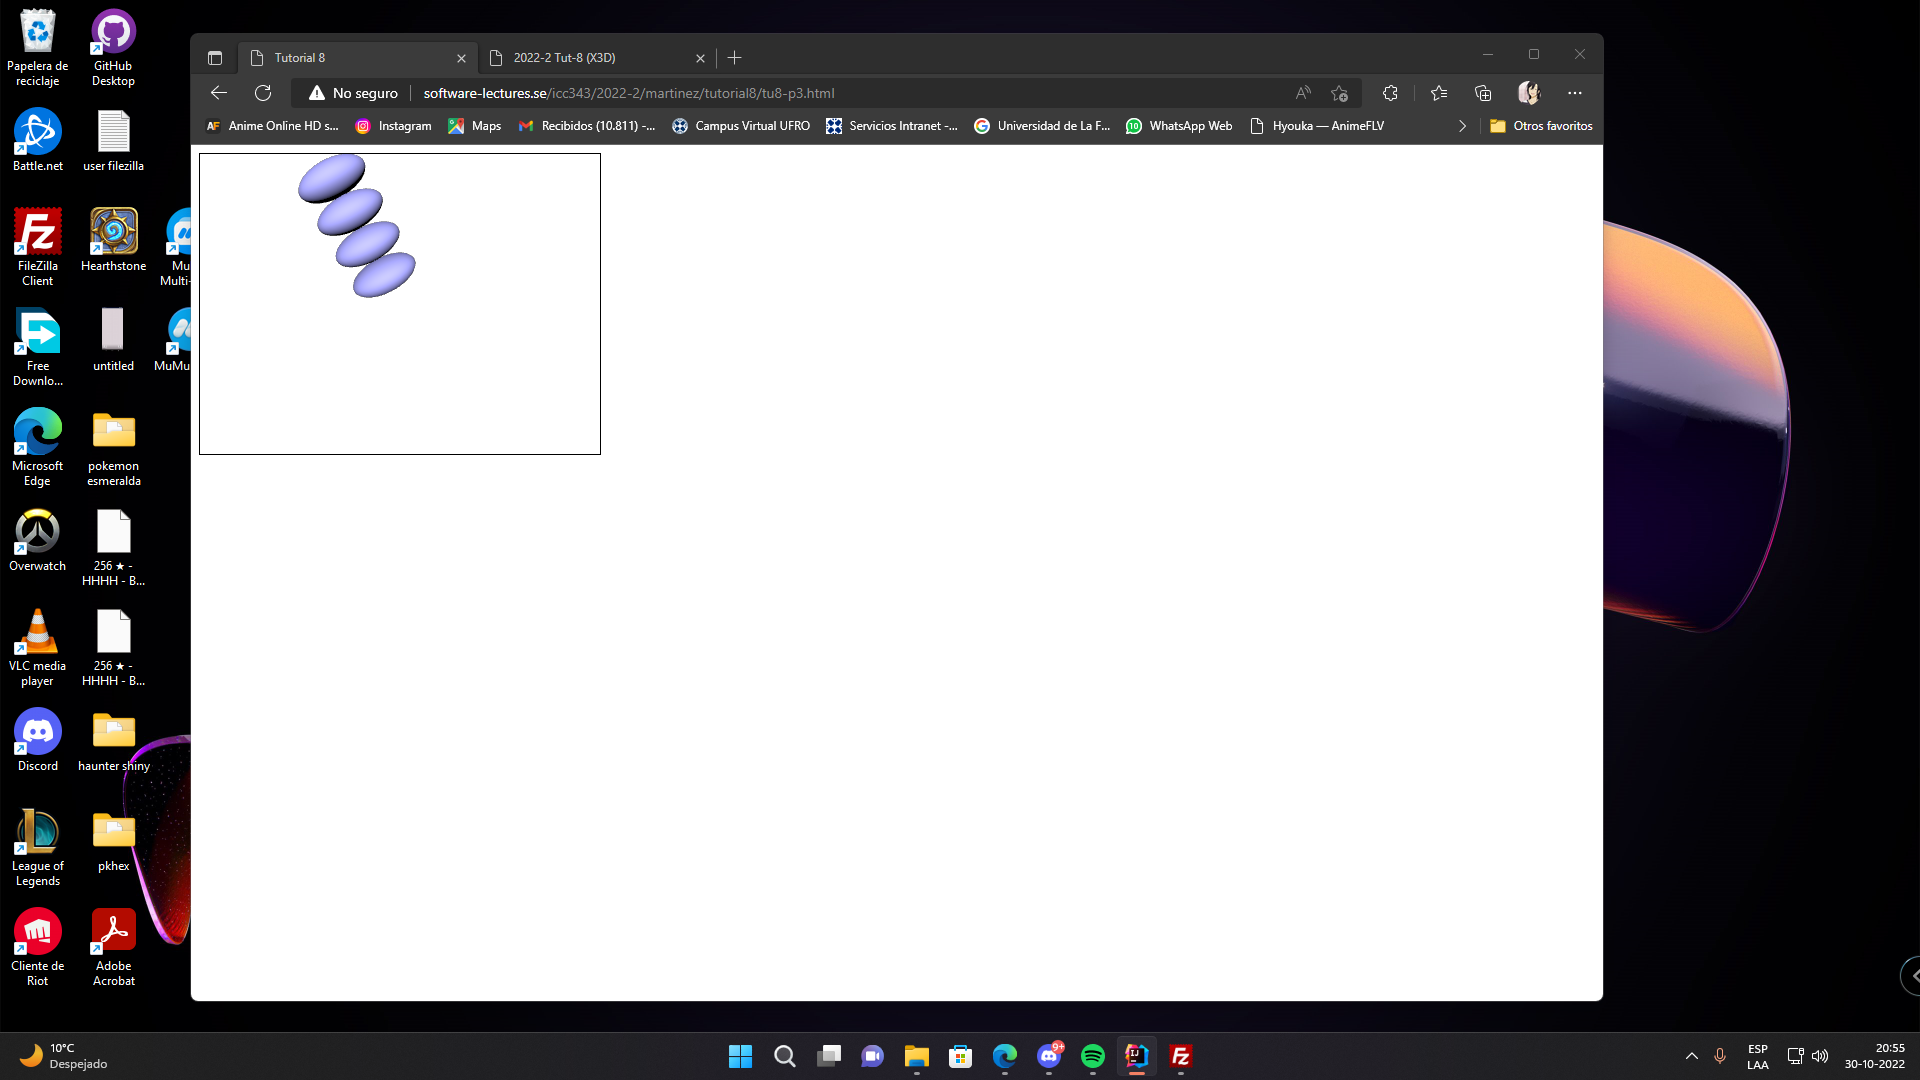 Papelera de
reciclaje
GitHub
Desktop
Battle.net
user filezilla
FileZilla
Client
Hearthstone
Mu
Multi-
Free
Downlo...
untitled
MuMu
Microsoft
Edge
pokemon
esmeralda
Overwatch
256 ★ -
HHHH - B...
VLC media
player
256 ★ -
HHHH - B...
Discord
haunter shiny
League of
Legends
pkhex
Cliente de
Riot
Adobe
Acrobat
Tutorial 8
2022-2 Tut-8 (X3D)
No seguro
software-lectures.se/icc343/2022-2/martinez/tutorial8/tu8-p3.html
AF Anime Online HD s... Instagram Maps Recibidos (10.811) -... Campus Virtual UFRO Servicios Intranet -... Universidad de La F... 10 WhatsApp Web Hyouka — AnimeFLV Otros favoritos
10°C
Despejado
9+
IJ
ESP
LAA
20:55
30-10-2022